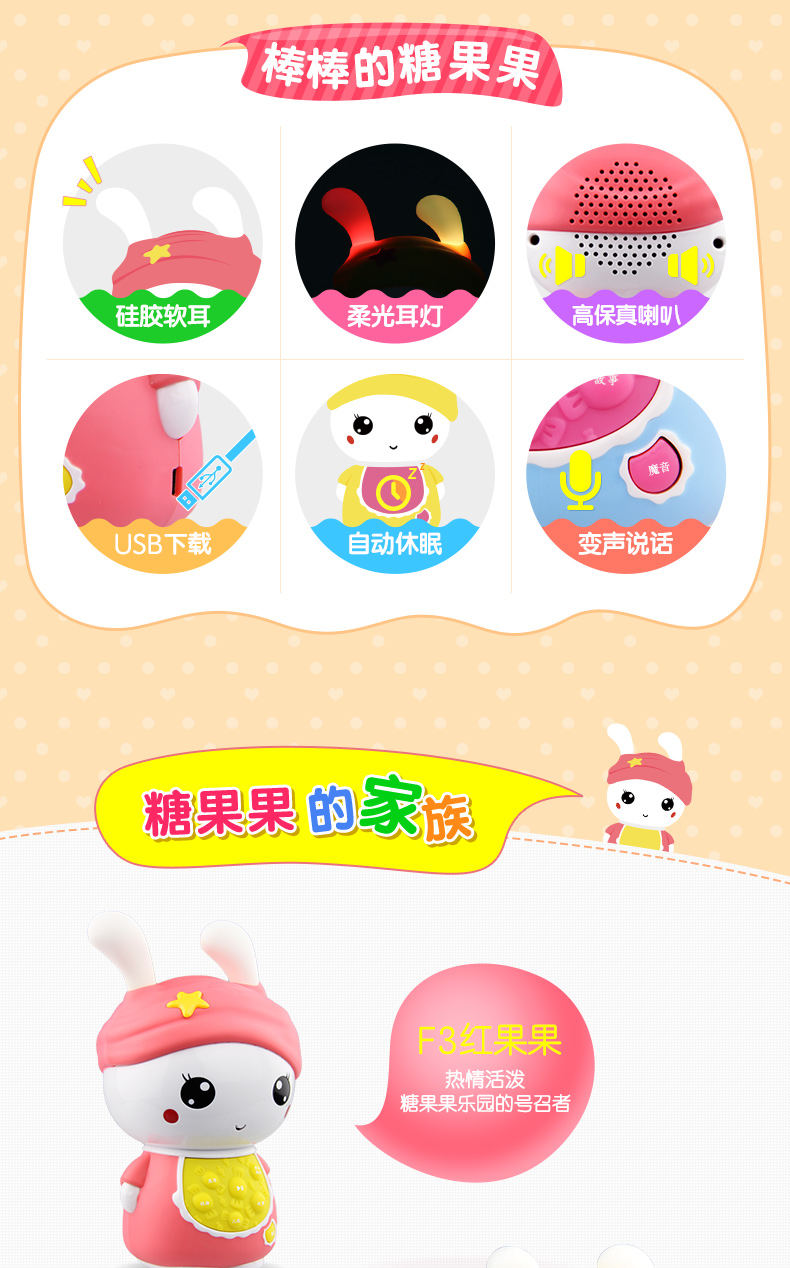 棒棒的糖果果
硅胶软耳
柔光耳灯
高保真喇叭
故事
魔音
USB下载
自动休眠
变声说话
糖果果的家族
F3红果果
热情活泼
糖果果乐园的号召者